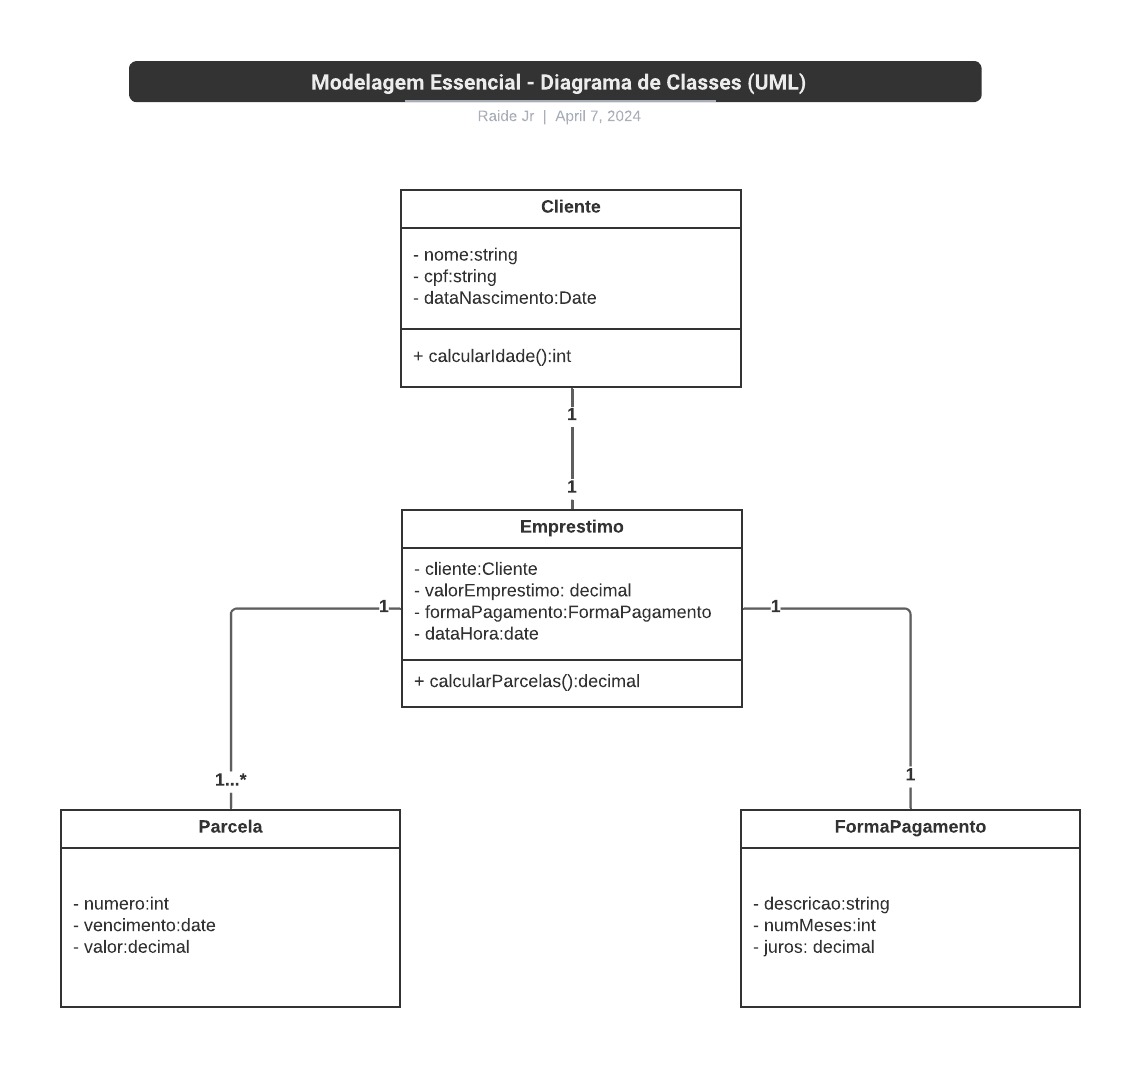 Modelagem Essencial - Diagrama de Classes (UML)
Raide Jr | April 7, 2024
Cliente
- nome:string
- cpf:string
- dataNascimento:Date
+ calcularIdade():int
1
1
Emprestimo
- cliente:Cliente
- valorEmprestimo: decimal
- formaPagamento:FormaPagamento
- dataHora:date
+ calcularParcelas():decimal
1
1
1...*
1
Parcela
- numero:int
- vencimento:date
- valor:decimal
FormaPagamento
- descricao:string
- numMeses:int
- juros: decimal